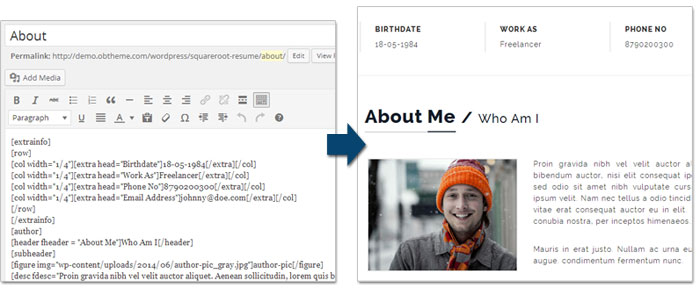 About
Permalink: http://demo.obtheme.com/wordpress/squareroot-resume/about/ Edit View
Add Media
B I ABC
Paragraph U A Ω
[extrainfo]
[row]
[col width="1/4"][extra head="Birthdate"]18-05-1984[/extra][/col]
[col width="1/4"][extra head="Work As"]Freelancer[/extra][/col]
[col width="1/4"][extra head="Phone No"]8790200300[/extra][/col]
[col width="1/4"][extra head="Email Address"]johnny@doe.com[/extra][/col]
[/row]
[/extrainfo]
[author]
[header fheader = "About Me"]Who Am I[/header]
[subheader]
[figure img="wp-content/uploads/2014/06/author-pic_gray.jpg"]author-pic[/figure]
[desc fdesc="Proin gravida nibh vel velit auctor aliquet. Aenean sollicitudin, lorem quis b
BIRTHDATE
18-05-1984
WORK AS
Freelancer
PHONE NO
8790200300
About Me / Who Am I
Proin gravida nibh vel velit auctor a
bibendum auctor, nisi elit consequat ip
sed odio sit amet nibh vulputate curs
ipsum velit. Nam nec tellus a odio tincid
vitae erat consequat auctor eu in elit.
conubia nostra, per inceptos himenaeos.
Mauris in erat justo. Nullam ac urna eu
augue condimentum fermentum nunc.